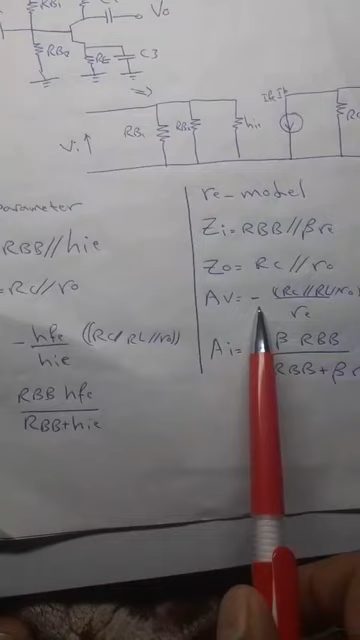 RB1
Vo
RB2
RE
C3
Vi
RB1
RB2
hie
Rc
parameter
RBB//hie
= Rc//ro
- hfe/hie ((Rc//RL//ro))
RBB hfe
RBB+hie
re-model
Zi = RBB//βre
Zo = Rc//ro
Av = - (Rc//RL//ro)
re
Ai = β RBB
RBB + β r